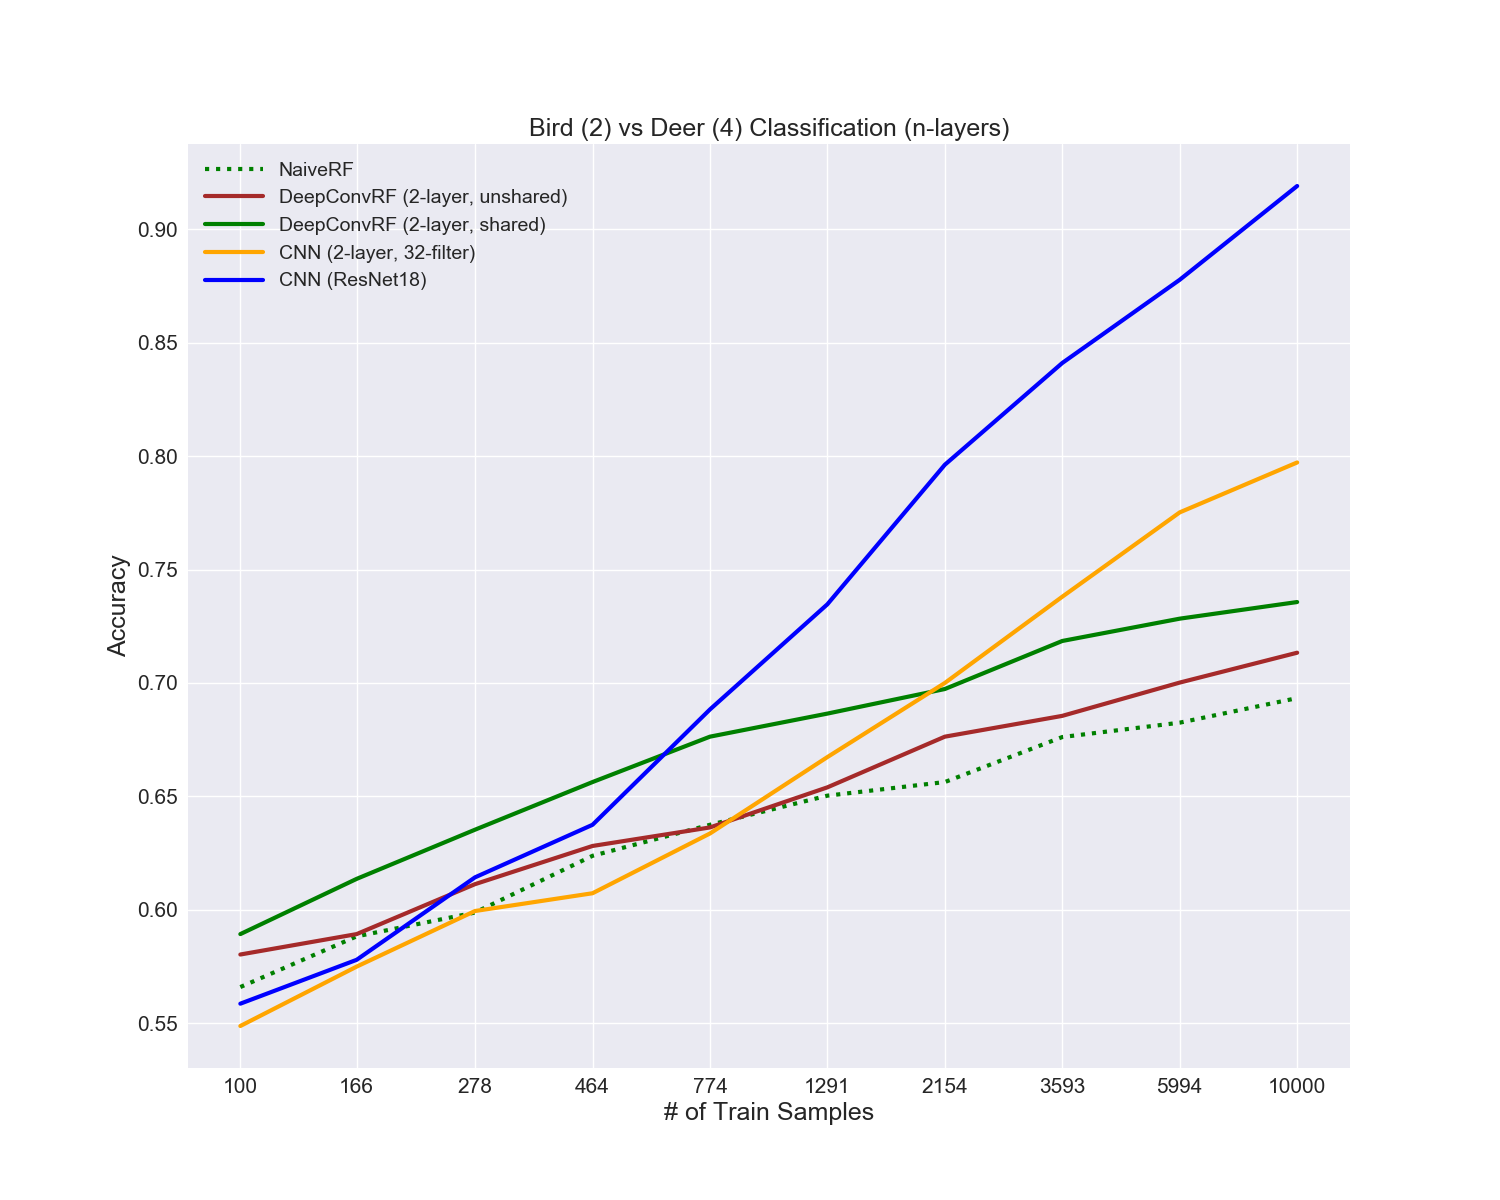 Bird (2) vs Deer (4) Classification (n-layers)
NaiveRF
DeepConvRF (2-layer, unshared)
DeepConvRF (2-layer, shared)
CNN (2-layer, 32-filter)
CNN (ResNet18)
0.90
0.85
0.80
0.75
0.70
0.65
0.60
0.55
Accuracy
100 166 278 464 774 1291 2154 3593 5994 10000
# of Train Samples